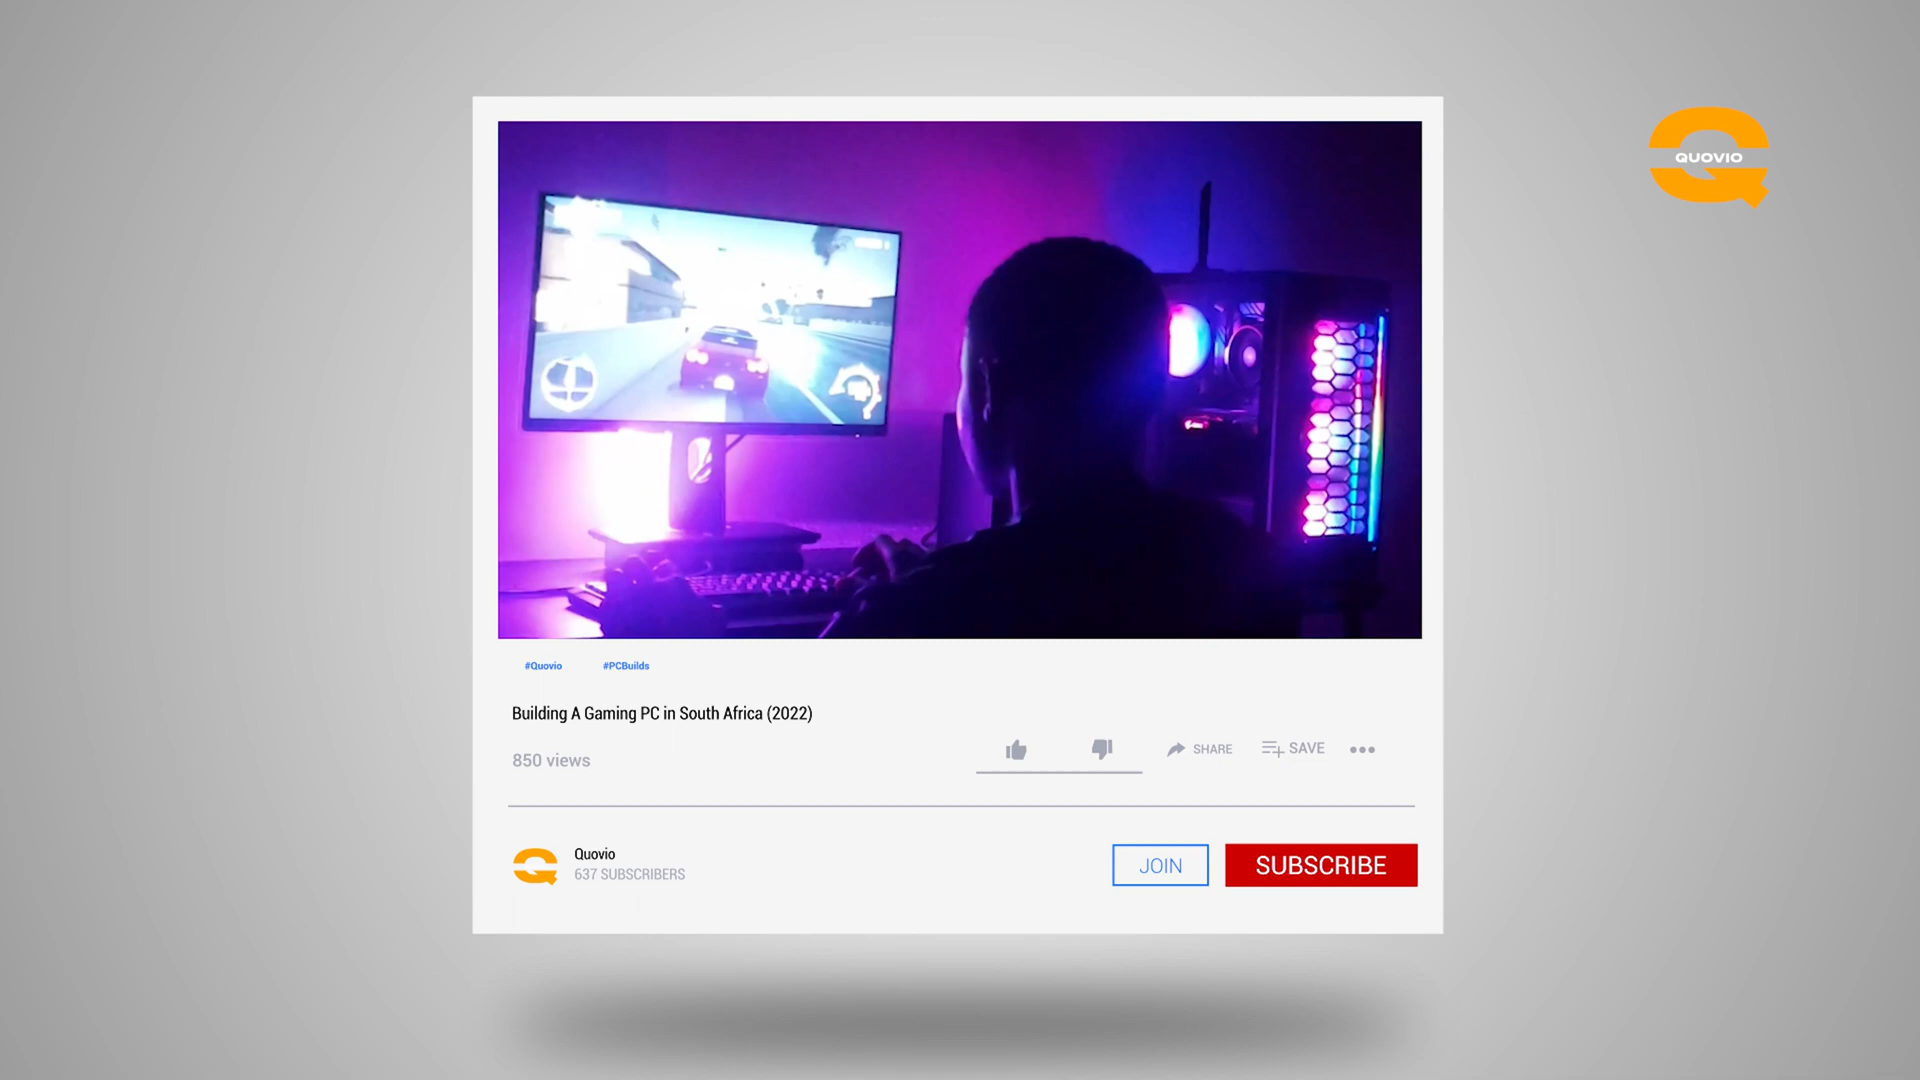 QUOVIO
#Quovio #PCBuilds
Building A Gaming PC in South Africa (2022)
850 views
SHARE
SAVE
Quovio
637 SUBSCRIBERS
JOIN
SUBSCRIBE